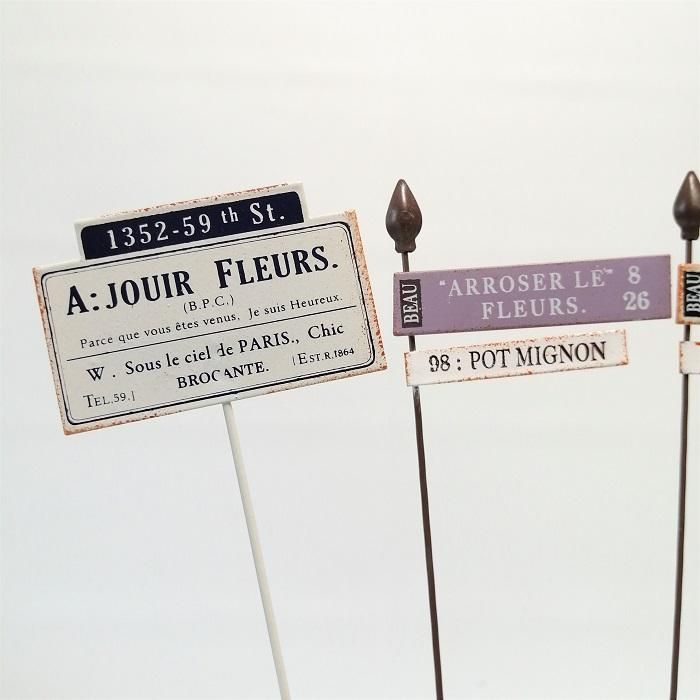 1352-59 th St.
A: JOUIR FLEURS.
(B.P.C.)
Parce que vous êtes venus, Je suis Heureux.
W. Sous le ciel de PARIS., Chic
BROCANTE.
EST.R.1864
TEL,59.]
BEAU
"ARROSER LE" 8
FLEURS. 26
98 : POT MIGNON
BEAU